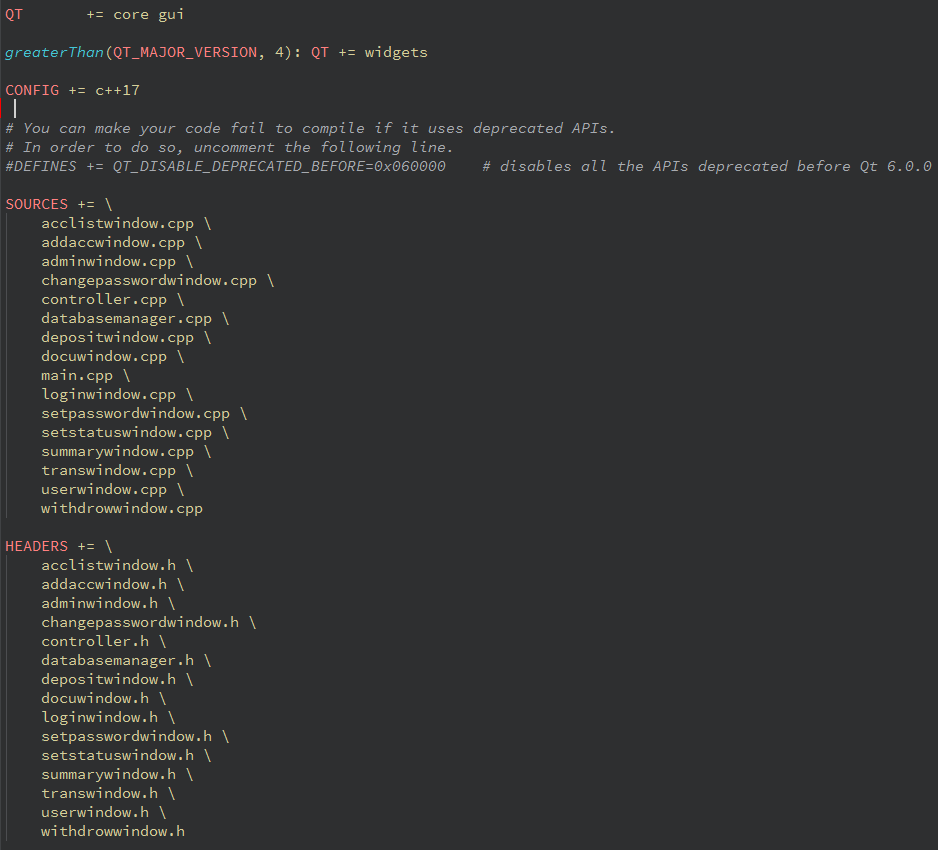 QT       += core gui
greaterThan(QT_MAJOR_VERSION, 4): QT += widgets
CONFIG += c++17
# You can make your code fail to compile if it uses deprecated APIs.
# In order to do so, uncomment the following line.
#DEFINES += QT_DISABLE_DEPRECATED_BEFORE=0x060000    # disables all the APIs deprecated before Qt 6.0.0
SOURCES += \
    acclistwindow.cpp \
    addaccwindow.cpp \
    adminwindow.cpp \
    changepasswordwindow.cpp \
    controller.cpp \
    databasemanager.cpp \
    depositwindow.cpp \
    docuwindow.cpp \
    main.cpp \
    loginwindow.cpp \
    setpasswordwindow.cpp \
    setstatuswindow.cpp \
    summarywindow.cpp \
    transwindow.cpp \
    userwindow.cpp \
    withdrowwindow.cpp
HEADERS += \
    acclistwindow.h \
    addaccwindow.h \
    adminwindow.h \
    changepasswordwindow.h \
    controller.h \
    databasemanager.h \
    depositwindow.h \
    docuwindow.h \
    loginwindow.h \
    setpasswordwindow.h \
    setstatuswindow.h \
    summarywindow.h \
    transwindow.h \
    userwindow.h \
    withdrowwindow.h